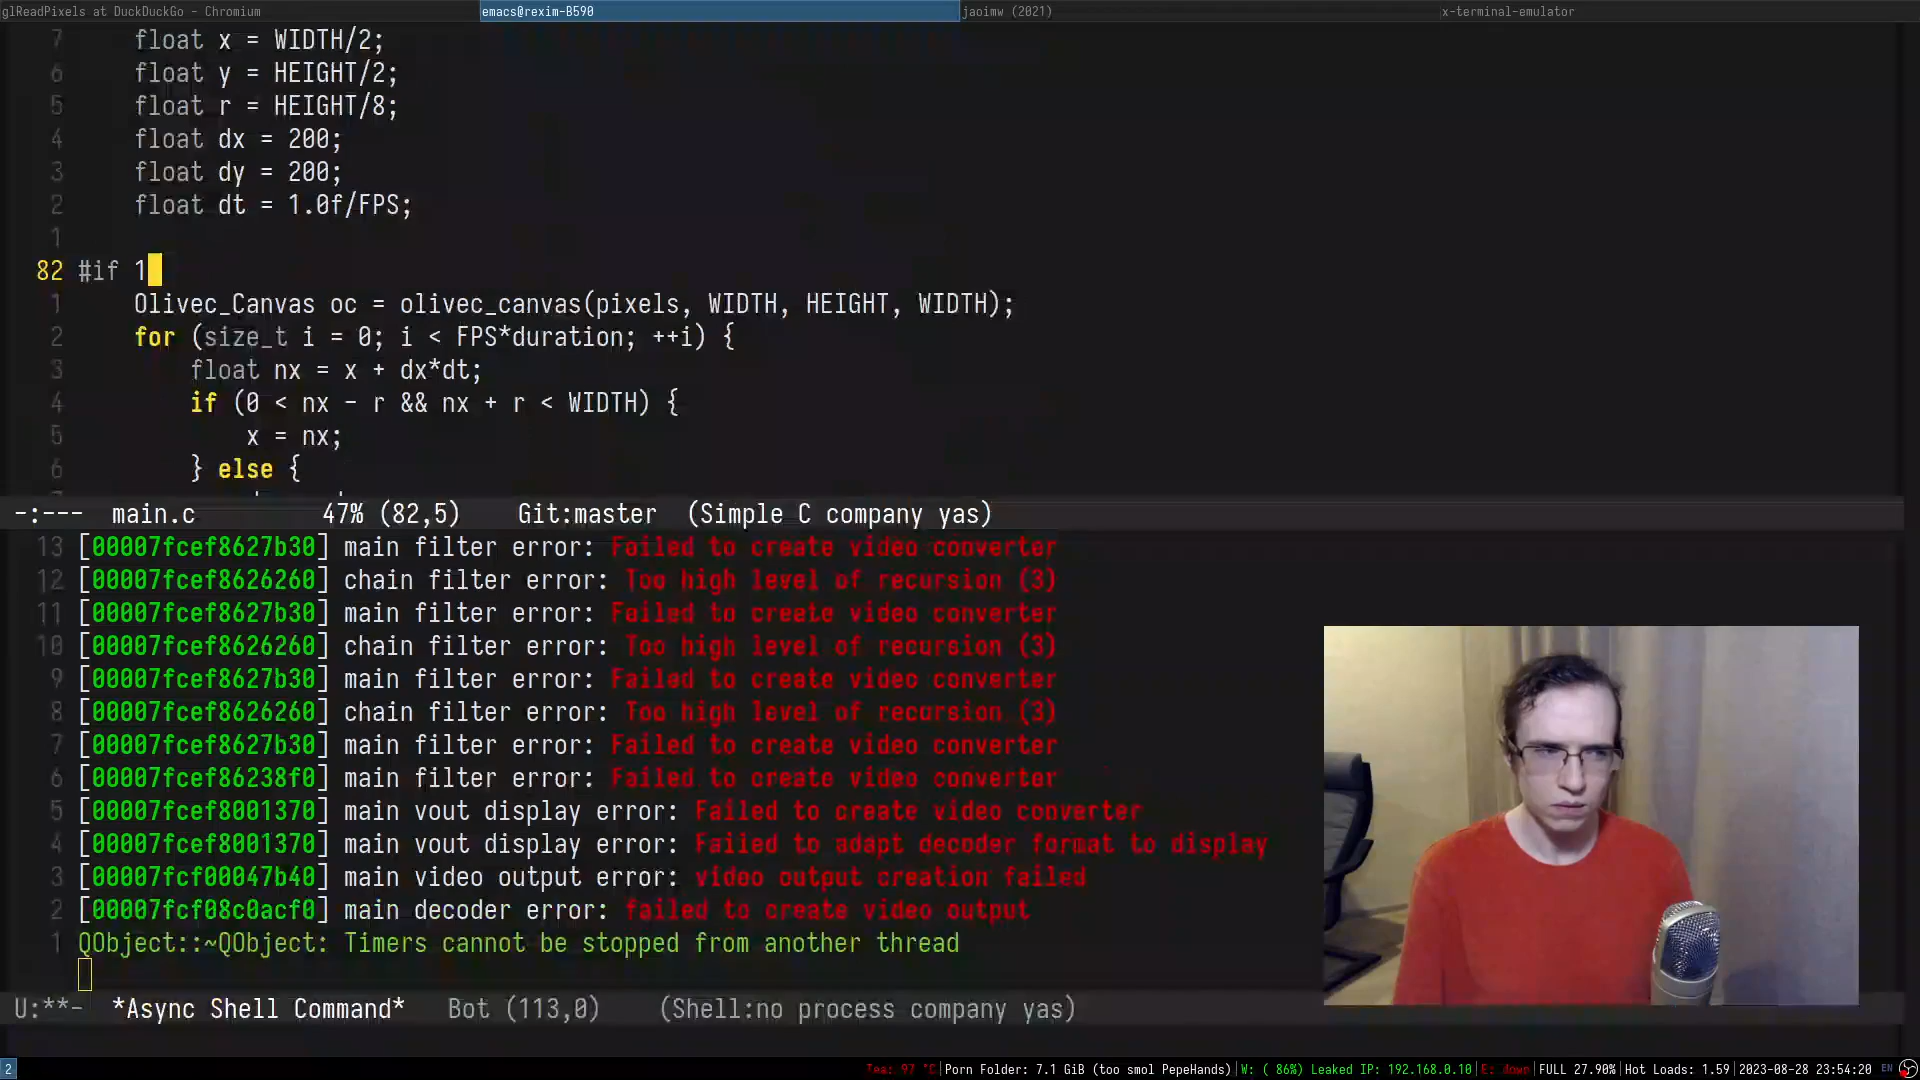 glReadPixels at DuckDuckGo - Chromium
emacs@rexim-B590
jaoimw (2021)
x-terminal-emulator
7 float x = WIDTH/2;
6 float y = HEIGHT/2;
5 float r = HEIGHT/8;
4 float dx = 200;
3 float dy = 200;
2 float dt = 1.0f/FPS;
1
82 #if 1
1 Olivec_Canvas oc = olivec_canvas(pixels, WIDTH, HEIGHT, WIDTH);
2 for (size_t i = 0; i < FPS*duration; ++i) {
3 float nx = x + dx*dt;
4 if (0 < nx - r && nx + r < WIDTH) {
5 x = nx;
6 } else {
-:--- main.c 47% (82,5) Git:master (Simple C company yas)
13 [00007fcef8627b30] main filter error: Failed to create video converter
12 [00007fcef8626260] chain filter error: Too high level of recursion (3)
11 [00007fcef8627b30] main filter error: Failed to create video converter
10 [00007fcef8626260] chain filter error: Too high level of recursion (3)
9 [00007fcef8627b30] main filter error: Failed to create video converter
8 [00007fcef8626260] chain filter error: Too high level of recursion (3)
7 [00007fcef8627b30] main filter error: Failed to create video converter
6 [00007fcef86238f0] main filter error: Failed to create video converter
5 [00007fcef8001370] main vout display error: Failed to create video converter
4 [00007fcef8001370] main vout display error: Failed to adapt decoder format to display
3 [00007fcf00047b40] main video output error: video output creation failed
2 [00007fcf08c0acf0] main decoder error: failed to create video output
1 QObject::~QObject: Timers cannot be stopped from another thread
U:**- *Async Shell Command* Bot (113,0) (Shell:no process company yas)
2 Tea: 97 °C|Porn Folder: 7.1 GiB (too smol PepeHands)|W: ( 86%) Leaked IP: 192.168.0.10|E: down|FULL 27.90%|Hot Loads: 1.59|2023-08-28 23:54:20 EN